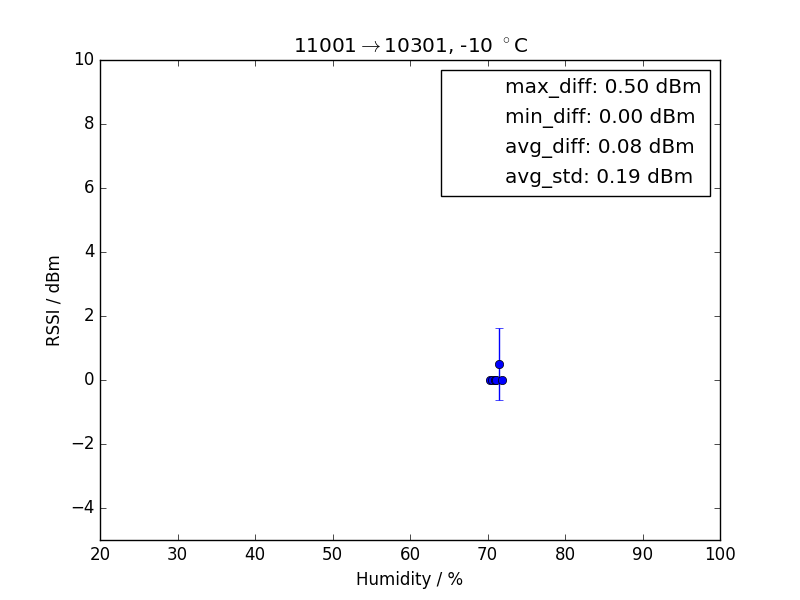 11001→10301, -10 °C
max_diff: 0.50 dBm
min_diff: 0.00 dBm
avg_diff: 0.08 dBm
avg_std: 0.19 dBm
10
8
6
4
2
0
−2
−4
RSSI / dBm
20 30 40 50 60 70 80 90 100
Humidity / %